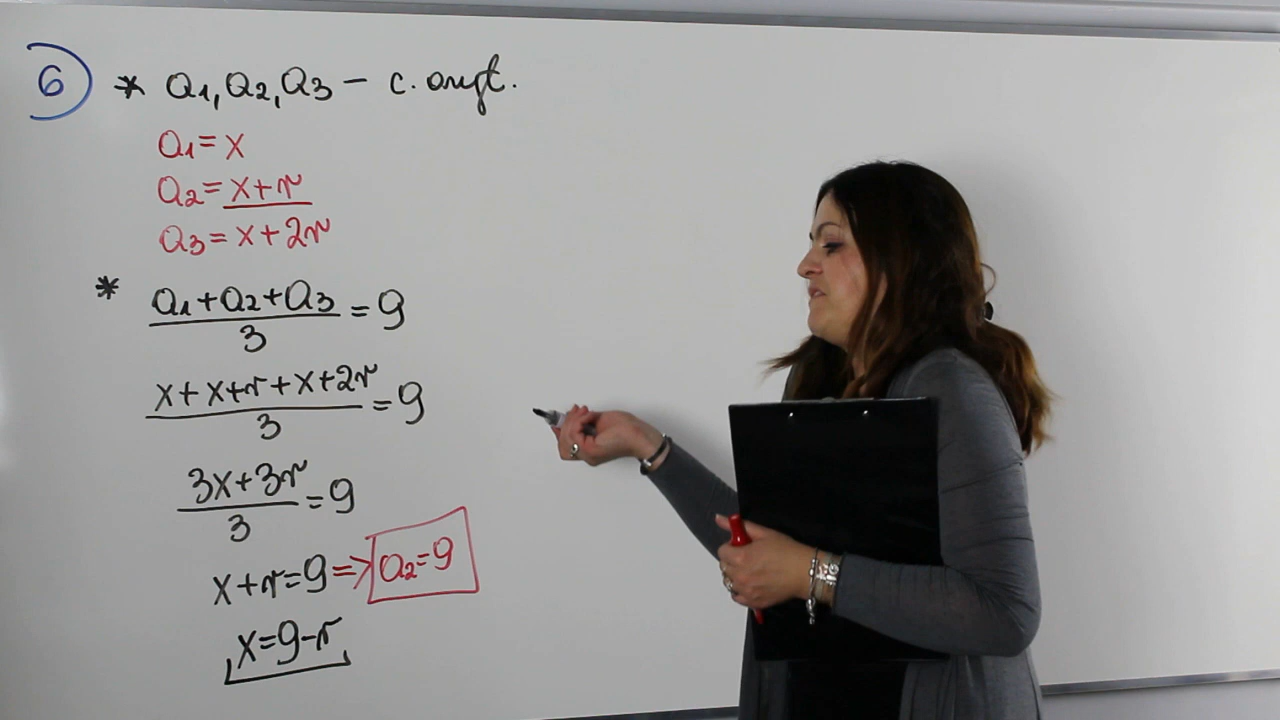 6 * a₁, a₂, a₃ – c. aryt.
a₁ = x
a₂ = x + r
a₃ = x + 2r
* (a₁ + a₂ + a₃)/3 = 9
(x + x + r + x + 2r)/3 = 9
(3x + 3r)/3 = 9
x + r = 9 => a₂ = 9
x = 9 - r